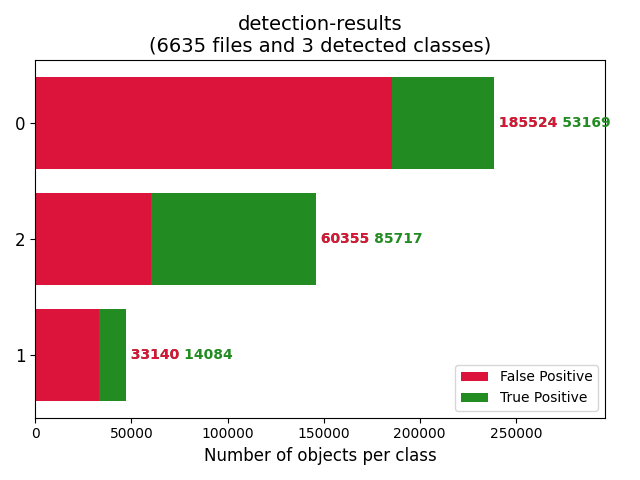 detection-results
(6635 files and 3 detected classes)
0
185524 53169
2
60355 85717
1
33140 14084
False Positive
True Positive
0 50000 100000 150000 200000 250000
Number of objects per class